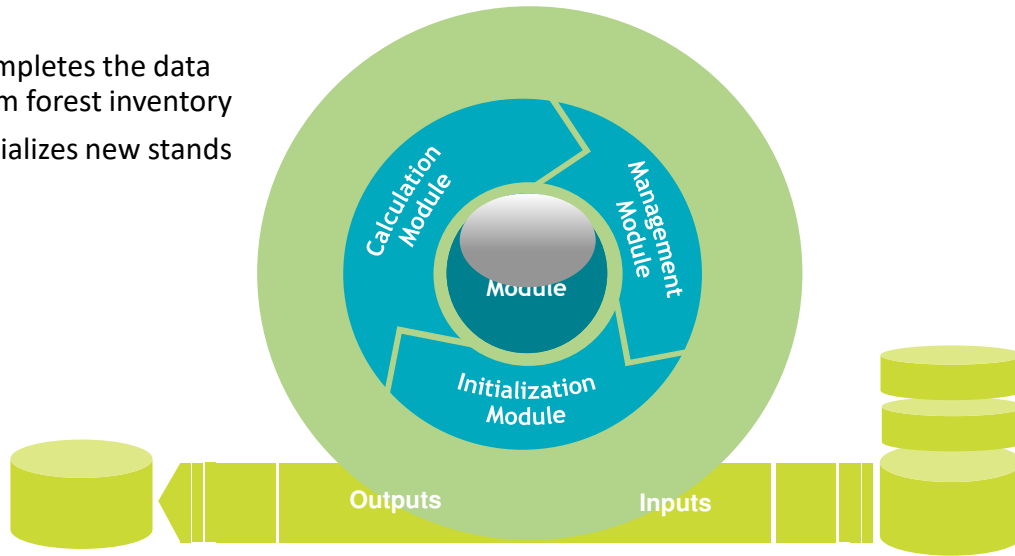 mpletes the data
m forest inventory
ializes new stands
Calculation
Module
Management
Module
Module
Initialization
Module
Outputs
Inputs